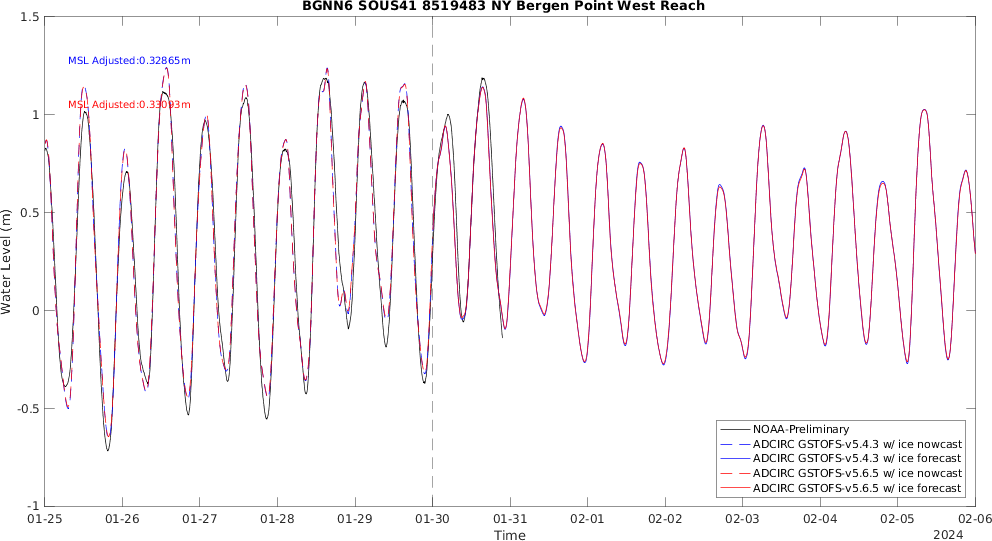 BGNN6 SOUS41 8519483 NY Bergen Point West Reach
1.5
1
0.5
0
-0.5
-1
Water Level (m)
MSL Adjusted:0.32865m
MSL Adjusted:0.33093m
NOAA-Preliminary
ADCIRC GSTOFS-v5.4.3 w/ ice nowcast
ADCIRC GSTOFS-v5.4.3 w/ ice forecast
ADCIRC GSTOFS-v5.6.5 w/ ice nowcast
ADCIRC GSTOFS-v5.6.5 w/ ice forecast
01-25 01-26 01-27 01-28 01-29 01-30 01-31 02-01 02-02 02-03 02-04 02-05 02-06
Time
2024